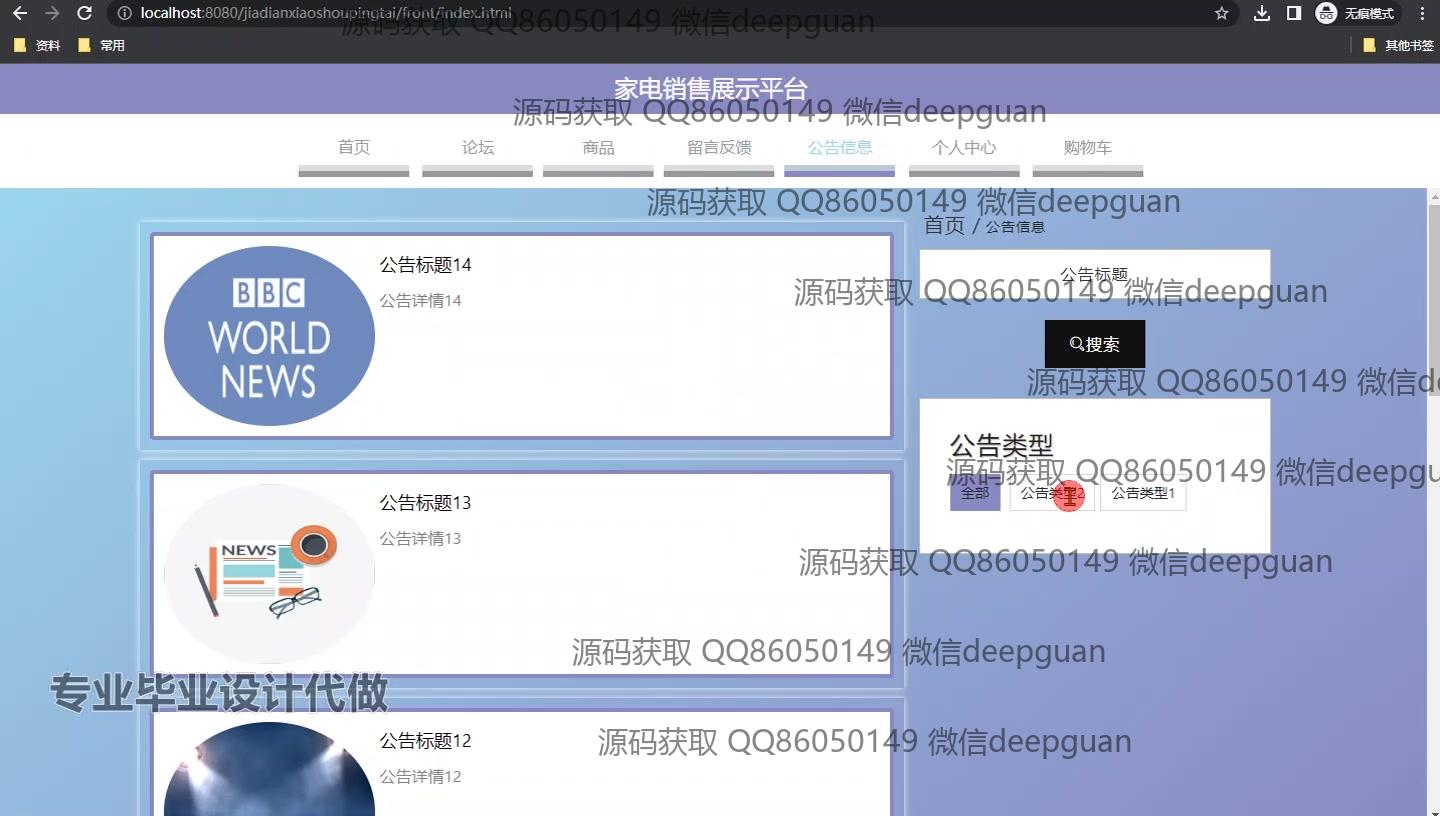 localhost:8080/jiadianxiaoshoupingtai/front/index.html
无痕模式
资料
常用
其他书签
源码获取 QQ86050149 微信deepguan
家电销售展示平台
源码获取 QQ86050149 微信deepguan
首页
论坛
商品
留言反馈
公告信息
个人中心
购物车
源码获取 QQ86050149 微信deepguan
首页 / 公告信息
公告标题14
公告详情14
BBC
WORLD
NEWS
公告标题
源码获取 QQ86050149 微信deepguan
搜索
源码获取 QQ86050149 微信d
公告类型
源码获取 QQ86050149 微信deepgu
全部
公告类型2
公告类型1
公告标题13
公告详情13
NEWS
源码获取 QQ86050149 微信deepguan
源码获取 QQ86050149 微信deepguan
专业毕业设计代做
公告标题12
公告详情12
源码获取 QQ86050149 微信deepguan